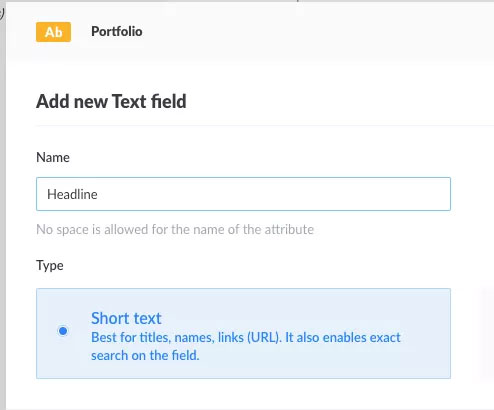 Ab Portfolio
Add new Text field
Name
Headline
No space is allowed for the name of the attribute
Type
Short text
Best for titles, names, links (URL). It also enables exact
search on the field.